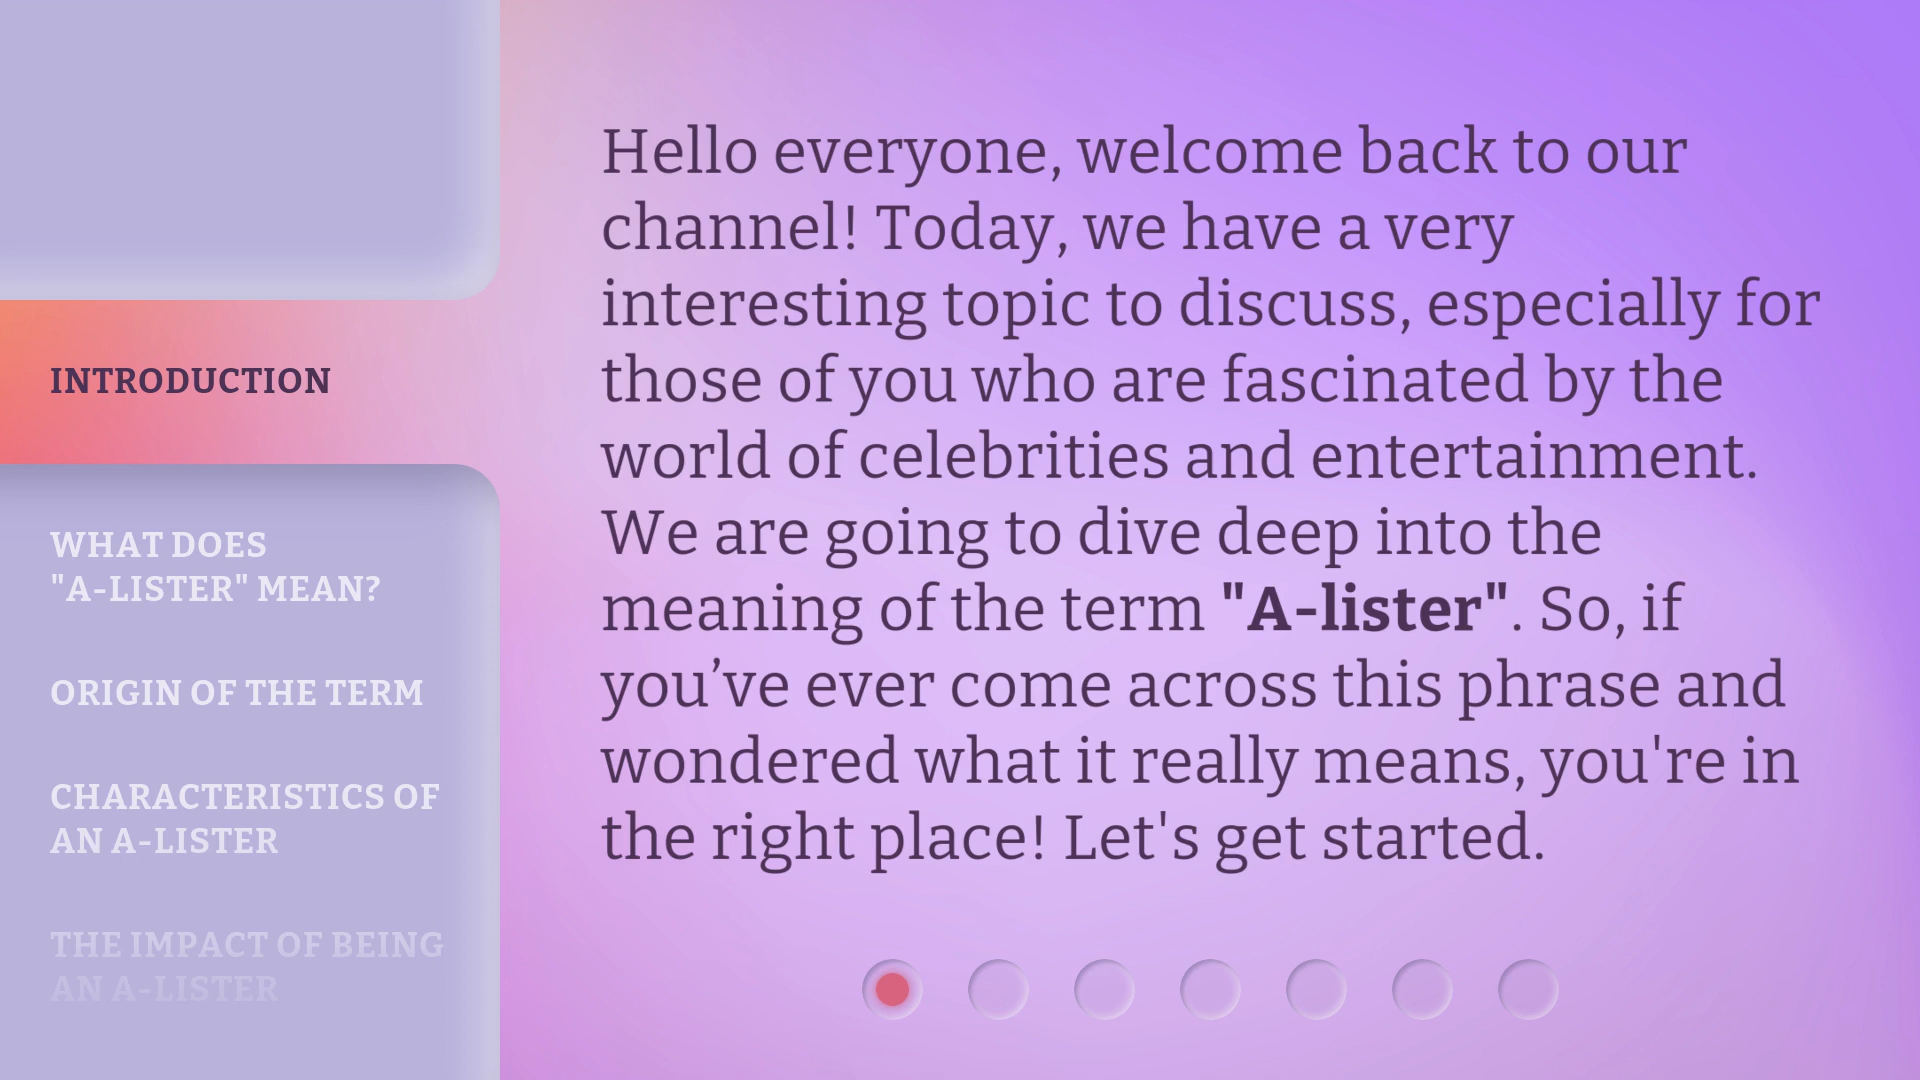 INTRODUCTION
WHAT DOES
"A-LISTER" MEAN?
ORIGIN OF THE TERM
CHARACTERISTICS OF
AN A-LISTER
THE IMPACT OF BEING
AN A-LISTER
Hello everyone, welcome back to our
channel! Today, we have a very
interesting topic to discuss, especially for
those of you who are fascinated by the
world of celebrities and entertainment.
We are going to dive deep into the
meaning of the term "A-lister". So, if
you’ve ever come across this phrase and
wondered what it really means, you're in
the right place! Let's get started.